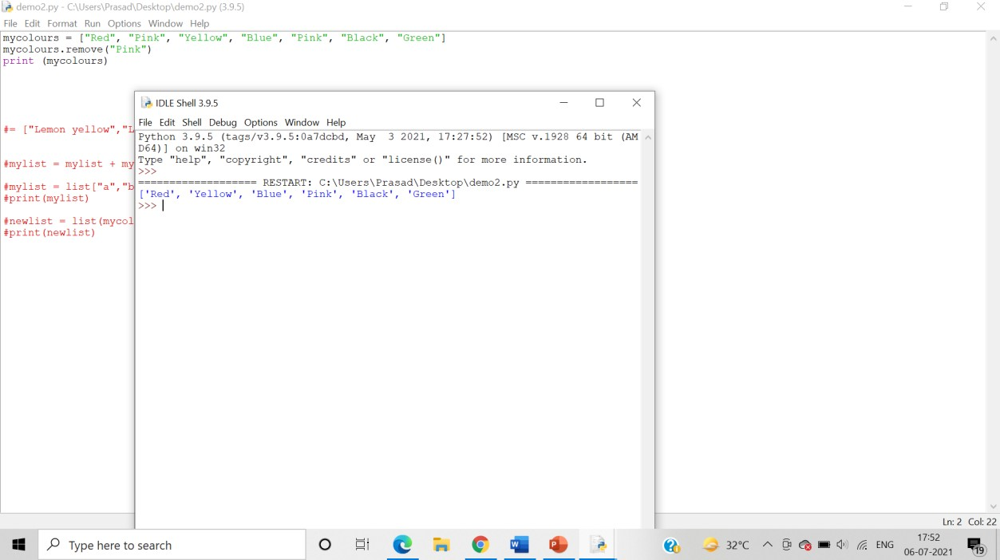 demo2.py - C:\Users\Prasad\Desktop\demo2.py (3.9.5)
File Edit Format Run Options Window Help
mycolours = ["Red", "Pink", "Yellow", "Blue", "Pink", "Black", "Green"]
mycolours.remove("Pink")
print (mycolours)
#= ["Lemon yellow","L
#mylist = mylist + my
#mylist = list["a","b
#print(mylist)
#newlist = list(mycol
#print(newlist)
IDLE Shell 3.9.5
File Edit Shell Debug Options Window Help
Python 3.9.5 (tags/v3.9.5:0a7dcbd, May  3 2021, 17:27:52) [MSC v.1928 64 bit (AM
D64)] on win32
Type "help", "copyright", "credits" or "license()" for more information.
>>>
=================== RESTART: C:\Users\Prasad\Desktop\demo2.py ==================
['Red', 'Yellow', 'Blue', 'Pink', 'Black', 'Green']
>>>
Ln: 2 Col: 22
Type here to search
32°C
ENG
17:52
06-07-2021
19